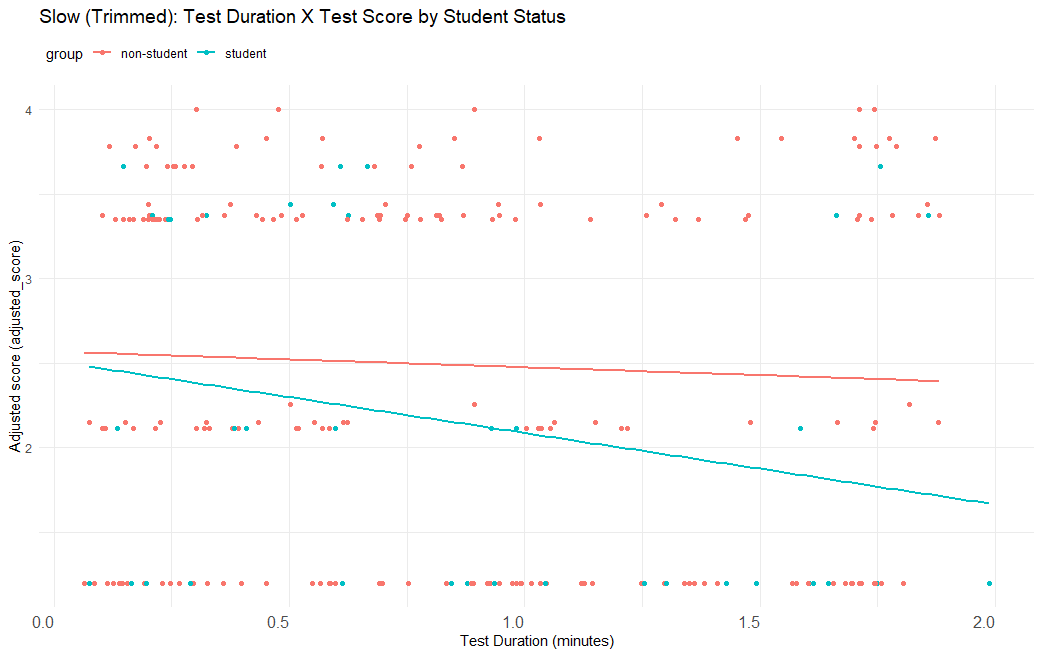 Slow (Trimmed): Test Duration X Test Score by Student Status
group non-student student
4
3
2
Adjusted score (adjusted_score)
0.0 0.5 1.0 1.5 2.0
Test Duration (minutes)